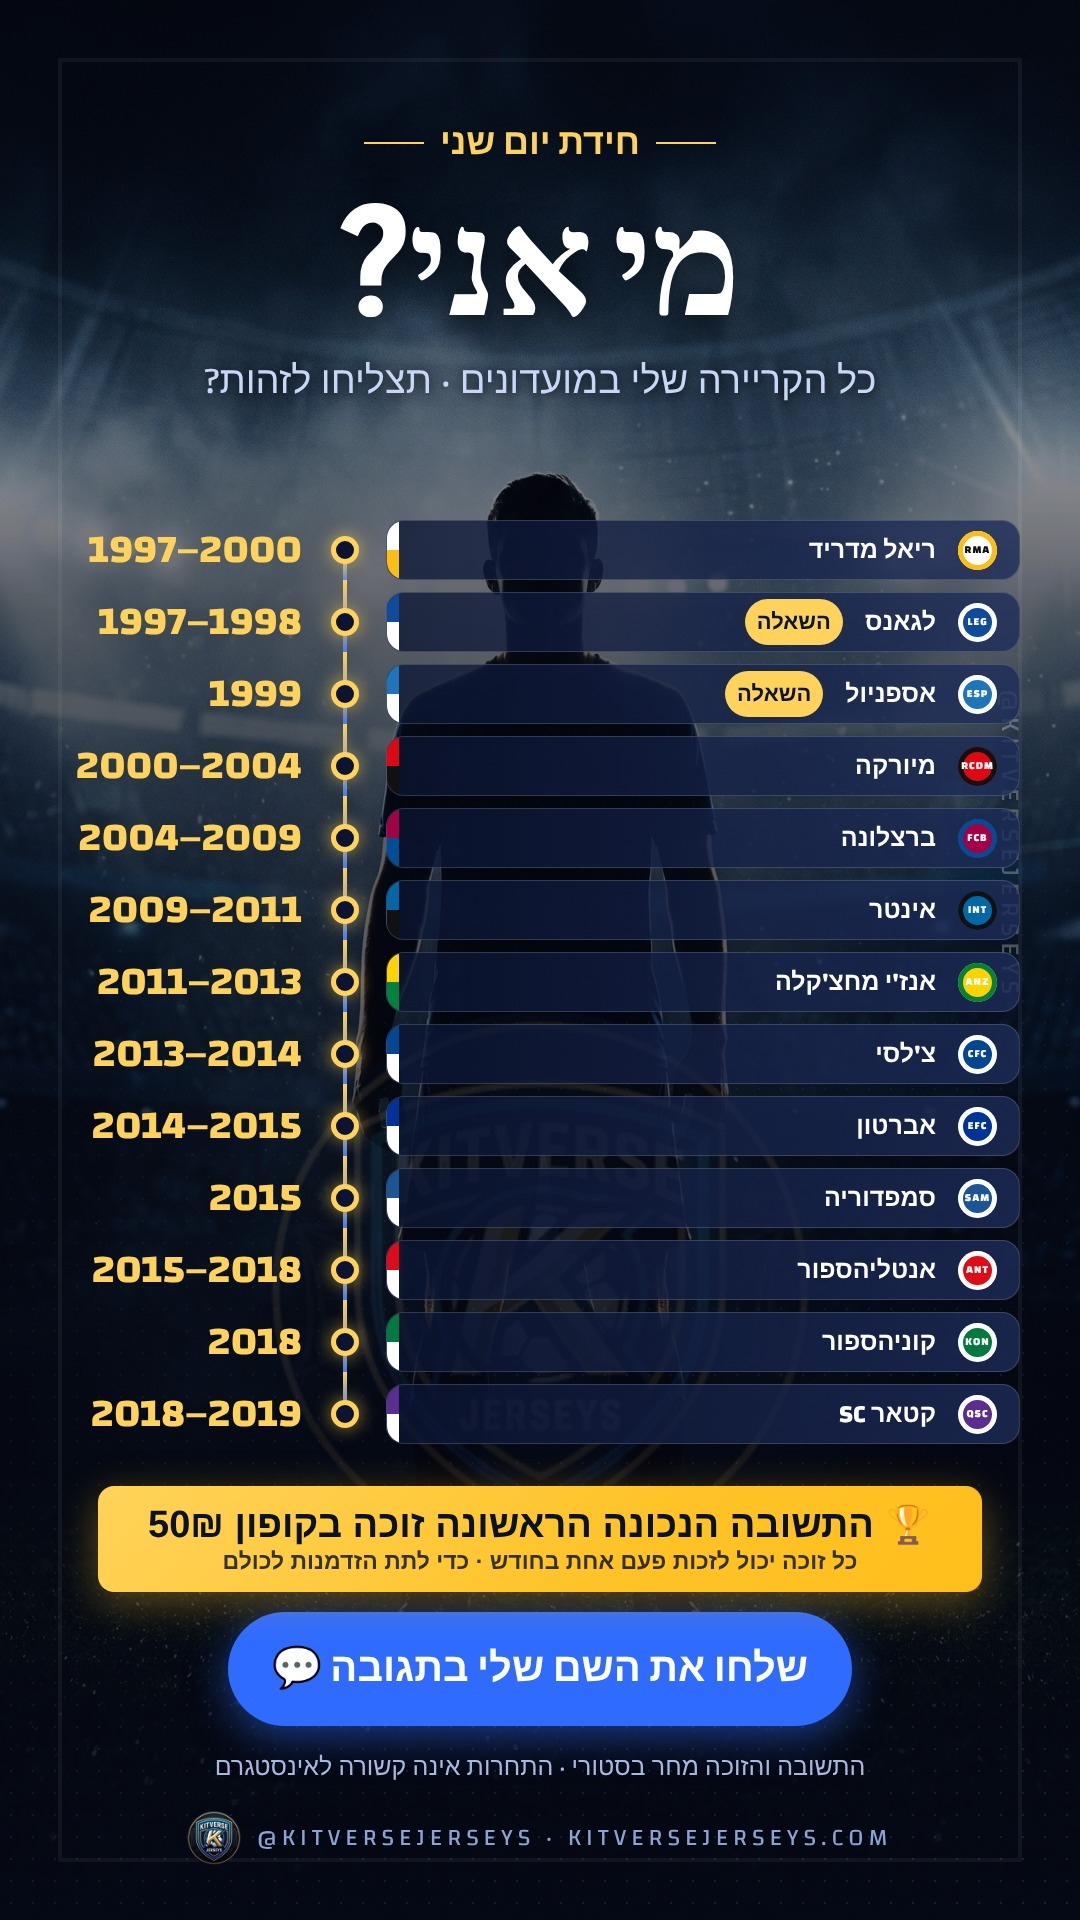 חידת יום שני
מי אני?
כל הקריירה שלי במועדונים · תצליחו לזהות?
1997–2000 ריאל מדריד RMA
1997–1998 השאלה לגאנס LEG
1999 השאלה אספניול ESP
2000–2004 מיורקה RCDM
2004–2009 ברצלונה FCB
2009–2011 אינטר INT
2011–2013 אנז'י מחצ'קלה ANZ
2013–2014 צ'לסי CFC
2014–2015 אברטון EFC
2015 סמפדוריה SAM
2015–2018 אנטליהספור ANT
2018 קוניהספור KON
2018–2019 קטאר SC QSC
@KITVERSEJERSEYS
KITVERSE
JERSEYS
🏆 התשובה הנכונה הראשונה זוכה בקופון ₪50
כל זוכה יכול לזכות פעם אחת בחודש · כדי לתת הזדמנות לכולם
שלחו את השם שלי בתגובה 💬
התשובה והזוכה מחר בסטורי · התחרות אינה קשורה לאינסטגרם
KITVERSE JERSEYS @KITVERSEJERSEYS · KITVERSEJERSEYS.COM